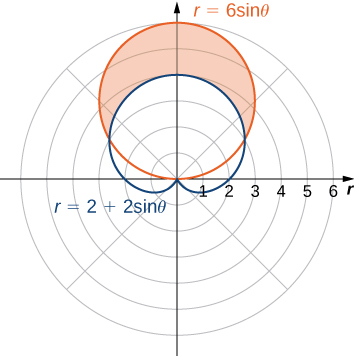 r = 6sinθ
1 2 3 4 5 6 r
r = 2 + 2sinθ